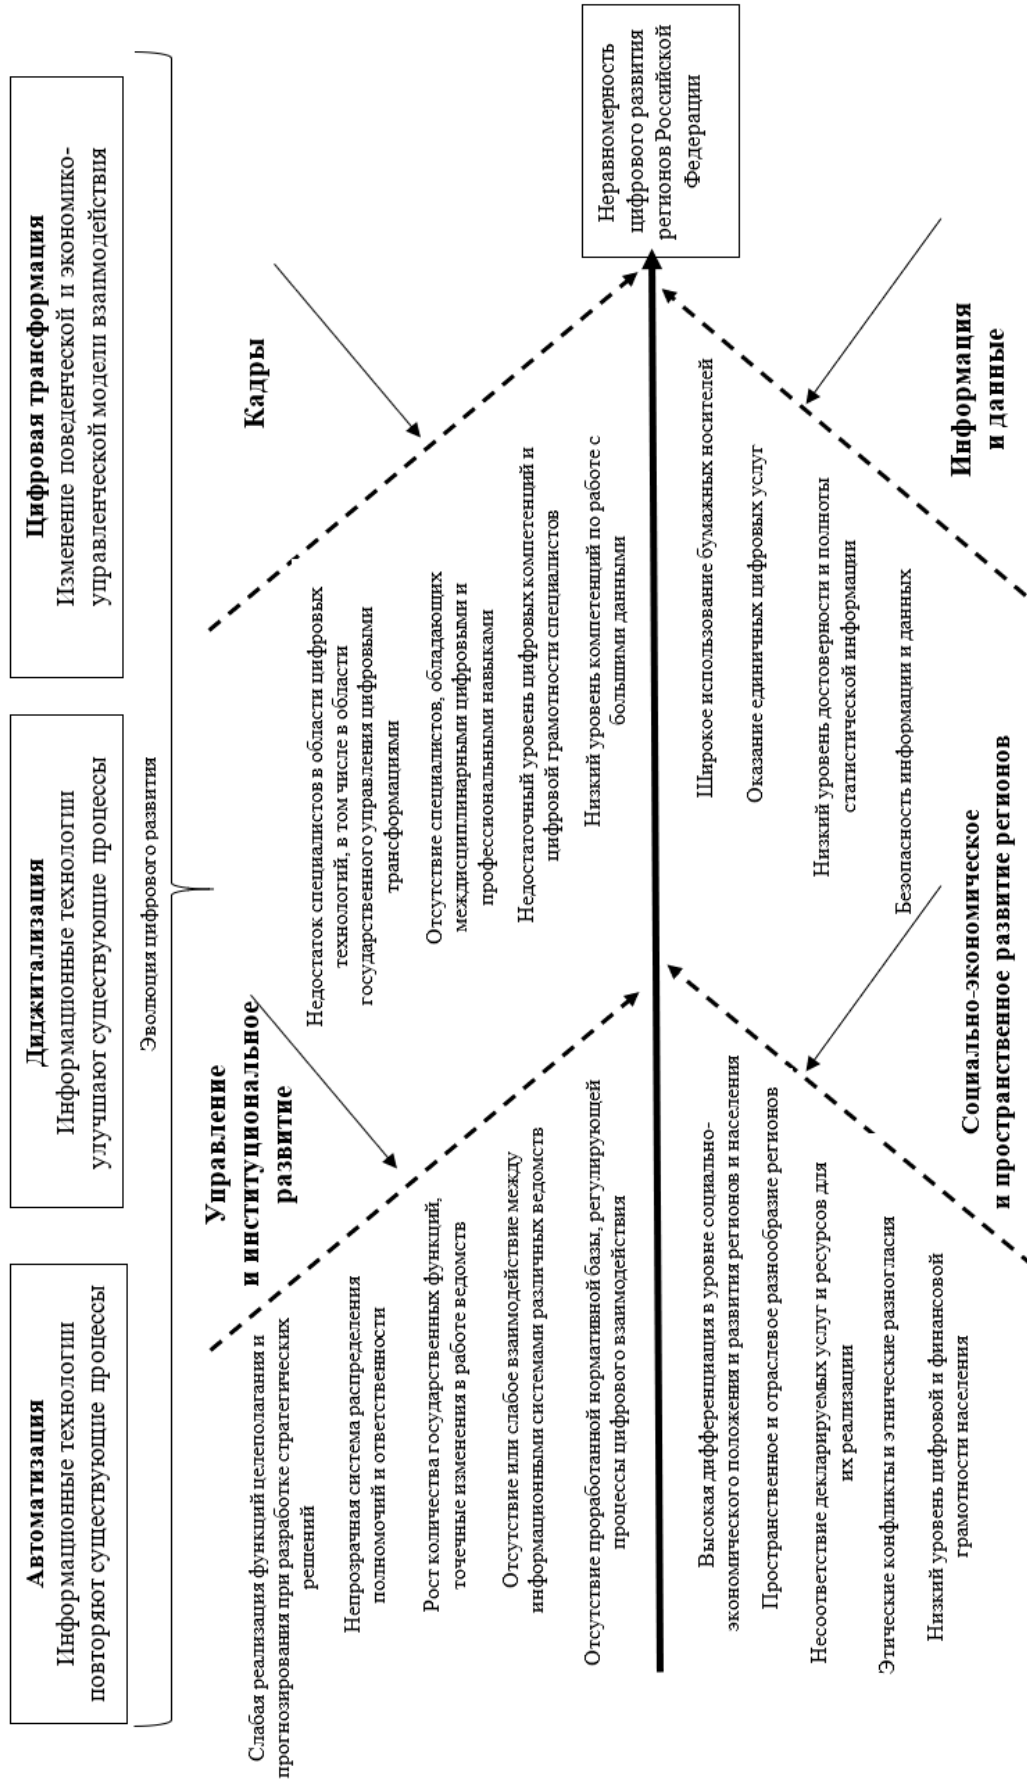 Автоматизация
Информационные технологии
повторяют существующие процессы
Диджитализация
Информационные технологии
улучшают существующие процессы
Цифровая трансформация
Изменение поведенческой и экономико-
управленческой модели взаимодействия
Эволюция цифрового развития
Управление
и институциональное
развитие
Слабая реализация функций целеполагания и
прогнозирования при разработке стратегических
решений
Непрозрачная система распределения
полномочий и ответственности
Рост количества государственных функций,
точечные изменения в работе ведомств
Отсутствие или слабое взаимодействие между
информационными системами различных ведомств
Отсутствие проработанной нормативной базы, регулирующей
процессы цифрового взаимодействия
Кадры
Недостаток специалистов в области цифровых
технологий, в том числе в области
государственного управления цифровыми
трансформациями
Отсутствие специалистов, обладающих
междисциплинарными цифровыми и
профессиональными навыками
Недостаточный уровень цифровых компетенций и
цифровой грамотности специалистов
Низкий уровень компетенций по работе с
большими данными
Неравномерность
цифрового развития
регионов Российской
Федерации
Высокая дифференциация в уровне социально-
экономического положения и развития регионов и населения
Пространственное и отраслевое разнообразие регионов
Несоответствие декларируемых услуг и ресурсов для
их реализации
Этические конфликты и этнические разногласия
Низкий уровень цифровой и финансовой
грамотности населения
Социально-экономическое
и пространственное развитие регионов
Широкое использование бумажных носителей
Оказание единичных цифровых услуг
Низкий уровень достоверности и полноты
статистической информации
Безопасность информации и данных
Информация
и данные